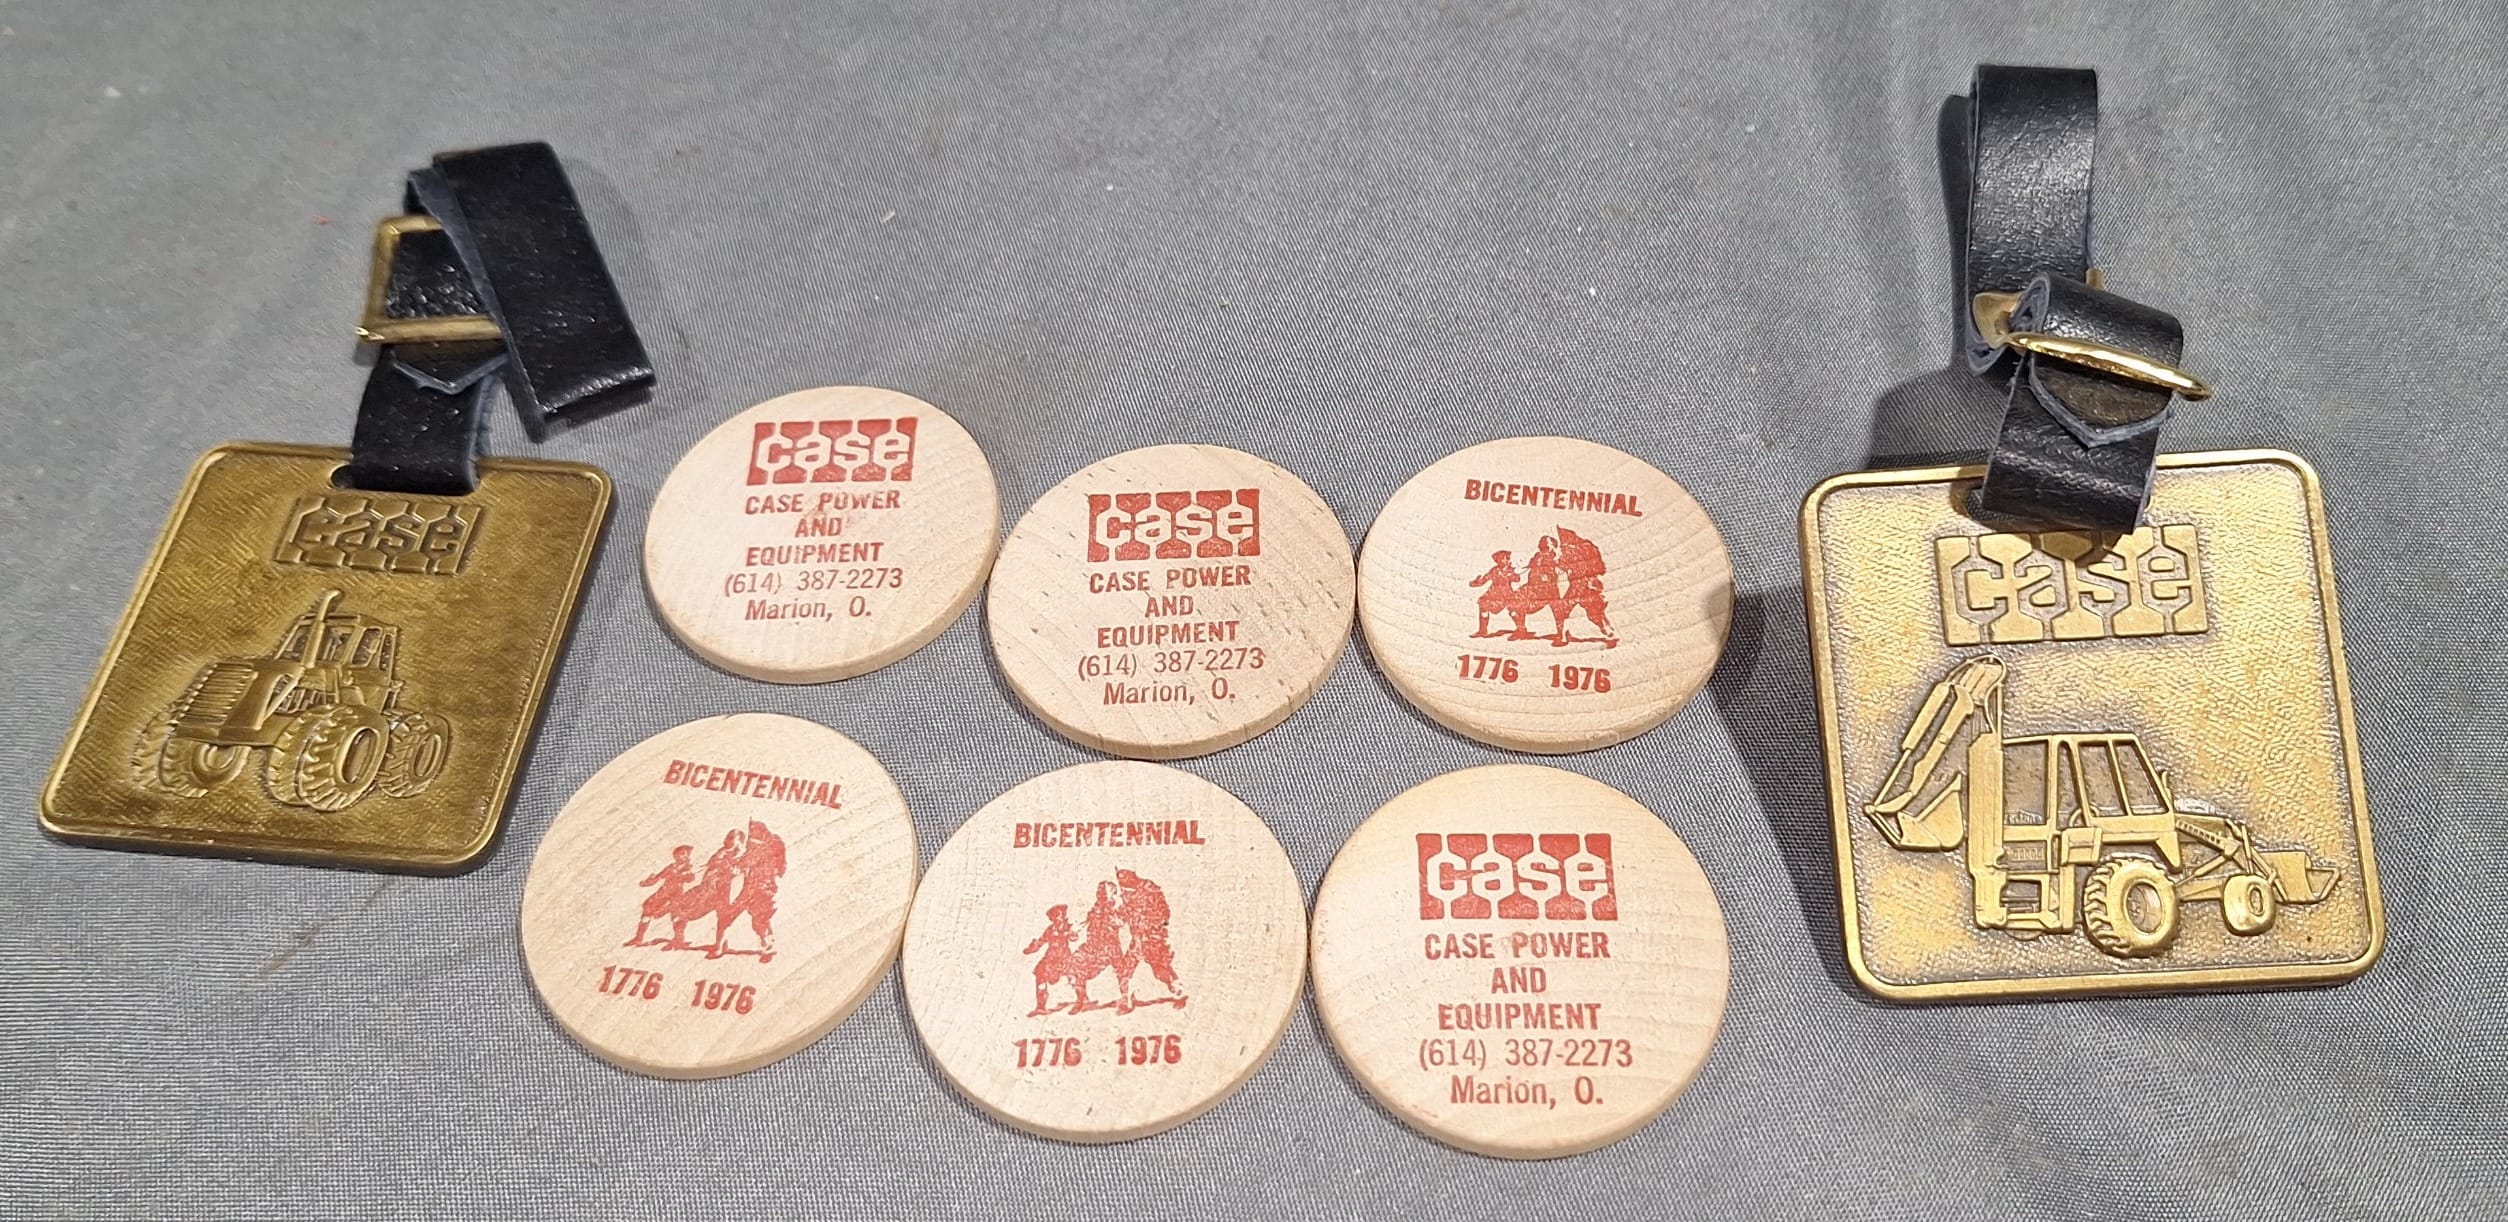 case
case
CASE POWER
AND
EQUIPMENT
(614) 387-2273
Marion, O.
case
CASE POWER
AND
EQUIPMENT
(614) 387-2273
Marion, O.
BICENTENNIAL
1776 1976
case
BICENTENNIAL
1776 1976
BICENTENNIAL
1776 1976
case
CASE POWER
AND
EQUIPMENT
(614) 387-2273
Marion, O.